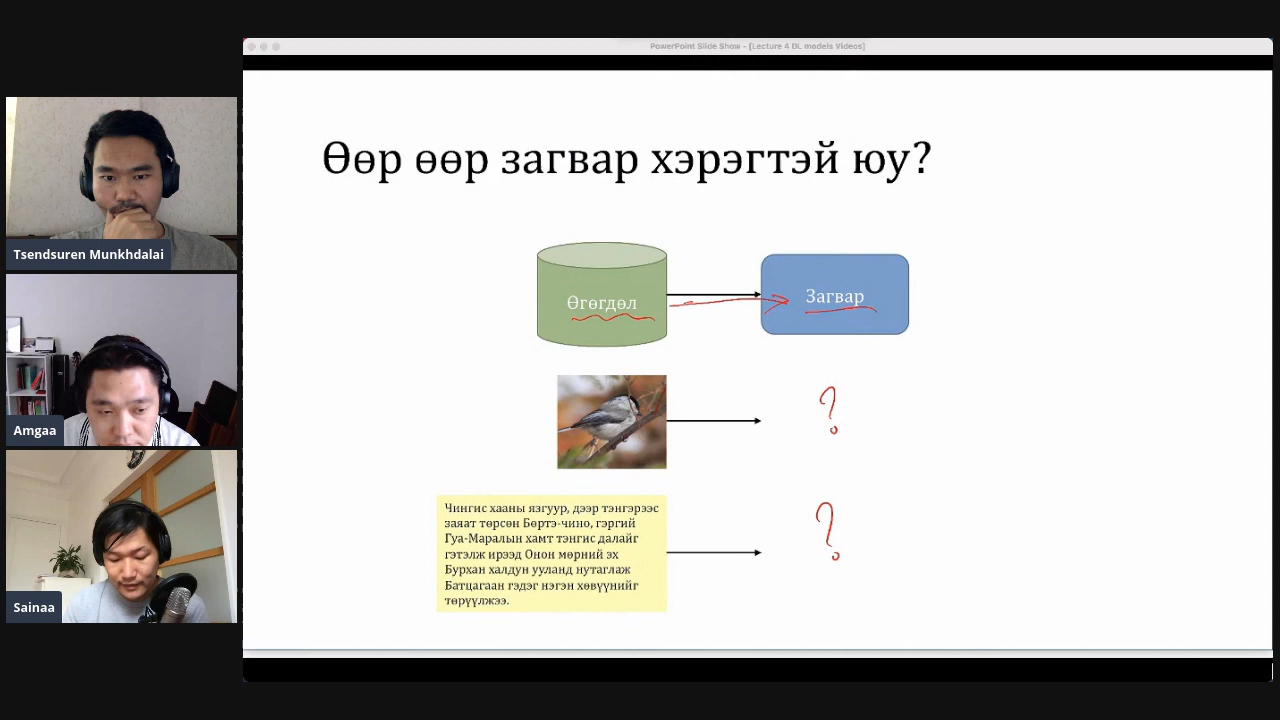 PowerPoint Slide Show - [Lecture 4 DL models Videos]
Өөр өөр загвар хэрэгтэй юу?
Өгөгдөл
Загвар
?
?
Чингис хааны язгуур, дээр тэнгэрээс
заяат төрсөн Бөртэ-чино, гэргий
Гуа-Маралын хамт тэнгис далайг
гэтэлж ирээд Онон мөрний эх
Бурхан халдун ууланд нутаглаж
Батцагаан гэдэг нэгэн хөвүүнийг
төрүүлжээ.
Tsendsuren Munkhdalai
Amgaa
Sainaa